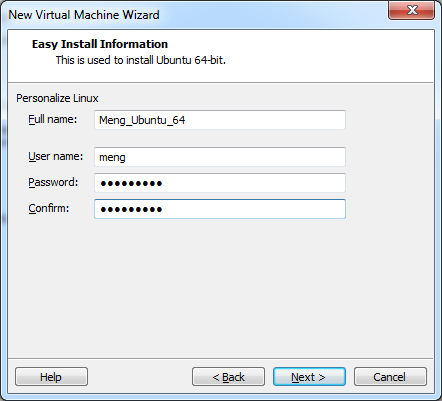 New Virtual Machine Wizard
Easy Install Information
This is used to install Ubuntu 64-bit.
Personalize Linux
Full name: Meng_Ubuntu_64
User name: meng
Password: ●●●●●●●●●
Confirm: ●●●●●●●●●
Help < Back Next > Cancel